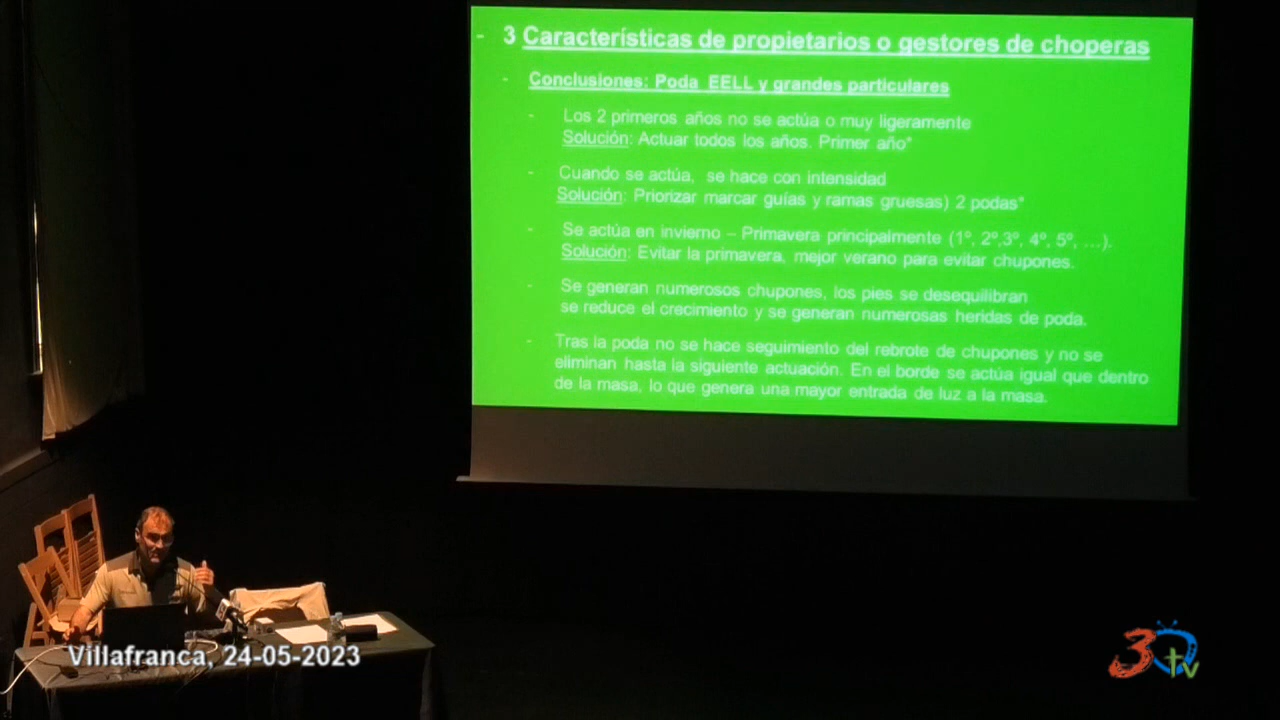 - 3 Características de propietarios o gestores de choperas
- Conclusiones: Poda EELL y grandes particulares
- Los 2 primeros años no se actúa o muy ligeramente
Solución: Actuar todos los años. Primer año*
- Cuando se actúa, se hace con intensidad
Solución: Priorizar marcar guías y ramas gruesas) 2 podas*
- Se actúa en invierno – Primavera principalmente (1º, 2º,3º, 4º, 5º, ...).
Solución: Evitar la primavera, mejor verano para evitar chupones.
- Se generan numerosos chupones, los pies se desequilibran
se reduce el crecimiento y se generan numerosas heridas de poda.
- Tras la poda no se hace seguimiento del rebrote de chupones y no se
eliminan hasta la siguiente actuación. En el borde se actúa igual que dentro
de la masa, lo que genera una mayor entrada de luz a la masa.
Villafranca, 24-05-2023
30tv